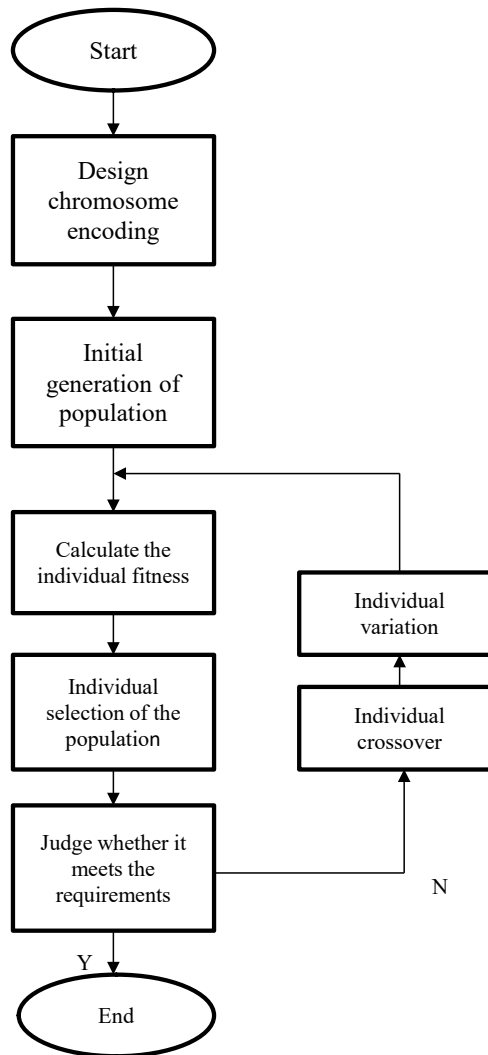 Start
Design
chromosome
encoding
Initial
generation of
population
Calculate the
individual fitness
Individual
selection of the
population
Judge whether it
meets the
requirements
Individual
variation
Individual
crossover
N
Y
End